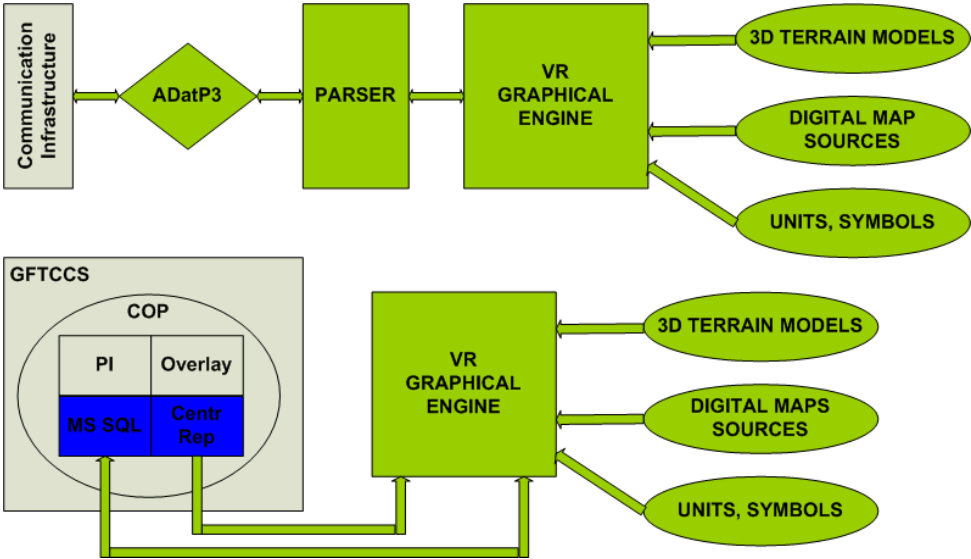 Communication
Infrastructure
ADatP3
PARSER
VR
GRAPHICAL
ENGINE
3D TERRAIN MODELS
DIGITAL MAP
SOURCES
UNITS, SYMBOLS
GFTCCS
COP
PI
Overlay
MS SQL
Centr
Rep
VR
GRAPHICAL
ENGINE
3D TERRAIN MODELS
DIGITAL MAPS
SOURCES
UNITS, SYMBOLS